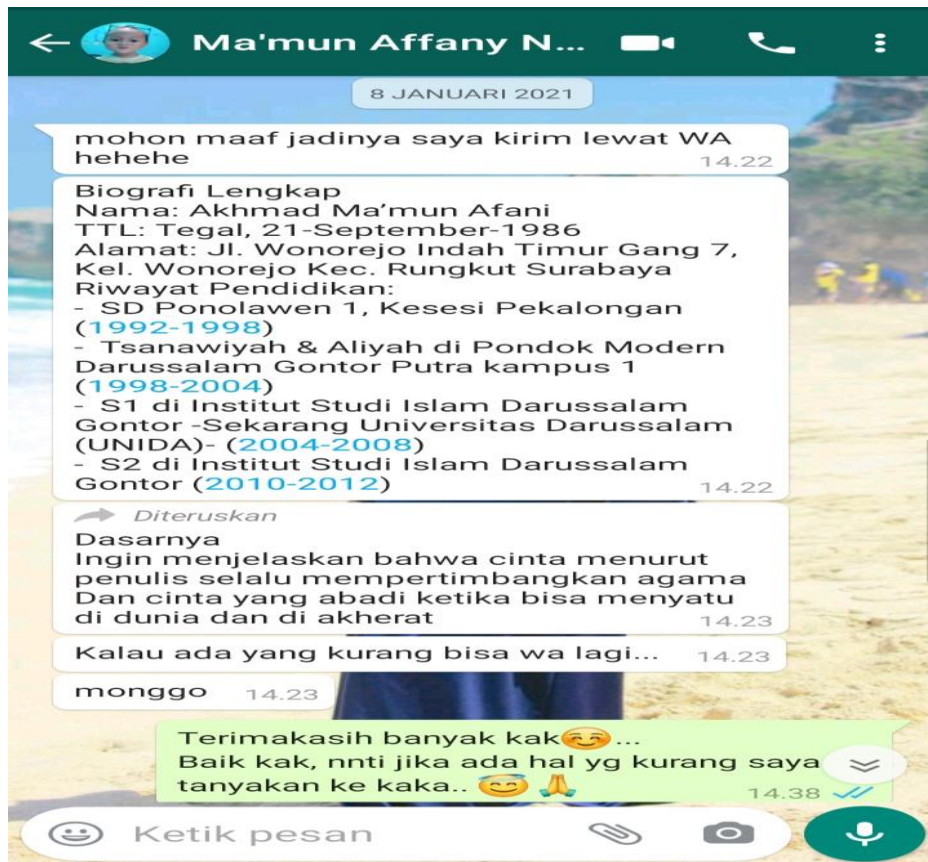 Ma'mun Affany N...
8 JANUARI 2021
mohon maaf jadinya saya kirim lewat WA
hehehe
14.22
Biografi Lengkap
Nama: Akhmad Ma'mun Afani
TTL: Tegal, 21-September-1986
Alamat: Jl. Wonorejo Indah Timur Gang 7,
Kel. Wonorejo Kec. Rungkut Surabaya
Riwayat Pendidikan:
- SD Ponolawen 1, Kesesi Pekalongan
(1992-1998)
- Tsanawiyah & Aliyah di Pondok Modern
Darussalam Gontor Putra kampus 1
(1998-2004)
- S1 di Institut Studi Islam Darussalam
Gontor -Sekarang Universitas Darussalam
(UNIDA)- (2004-2008)
- S2 di Institut Studi Islam Darussalam
Gontor (2010-2012)
14.22
Diteruskan
Dasarnya
Ingin menjelaskan bahwa cinta menurut
penulis selalu mempertimbangkan agama
Dan cinta yang abadi ketika bisa menyatu
di dunia dan di akherat
14.23
Kalau ada yang kurang bisa wa lagi... 14.23
monggo 14.23
Terimakasih banyak kak😊...
Baik kak, nnti jika ada hal yg kurang saya
tanyakan ke kaka.. 😇 🙏
14.38
Ketik pesan